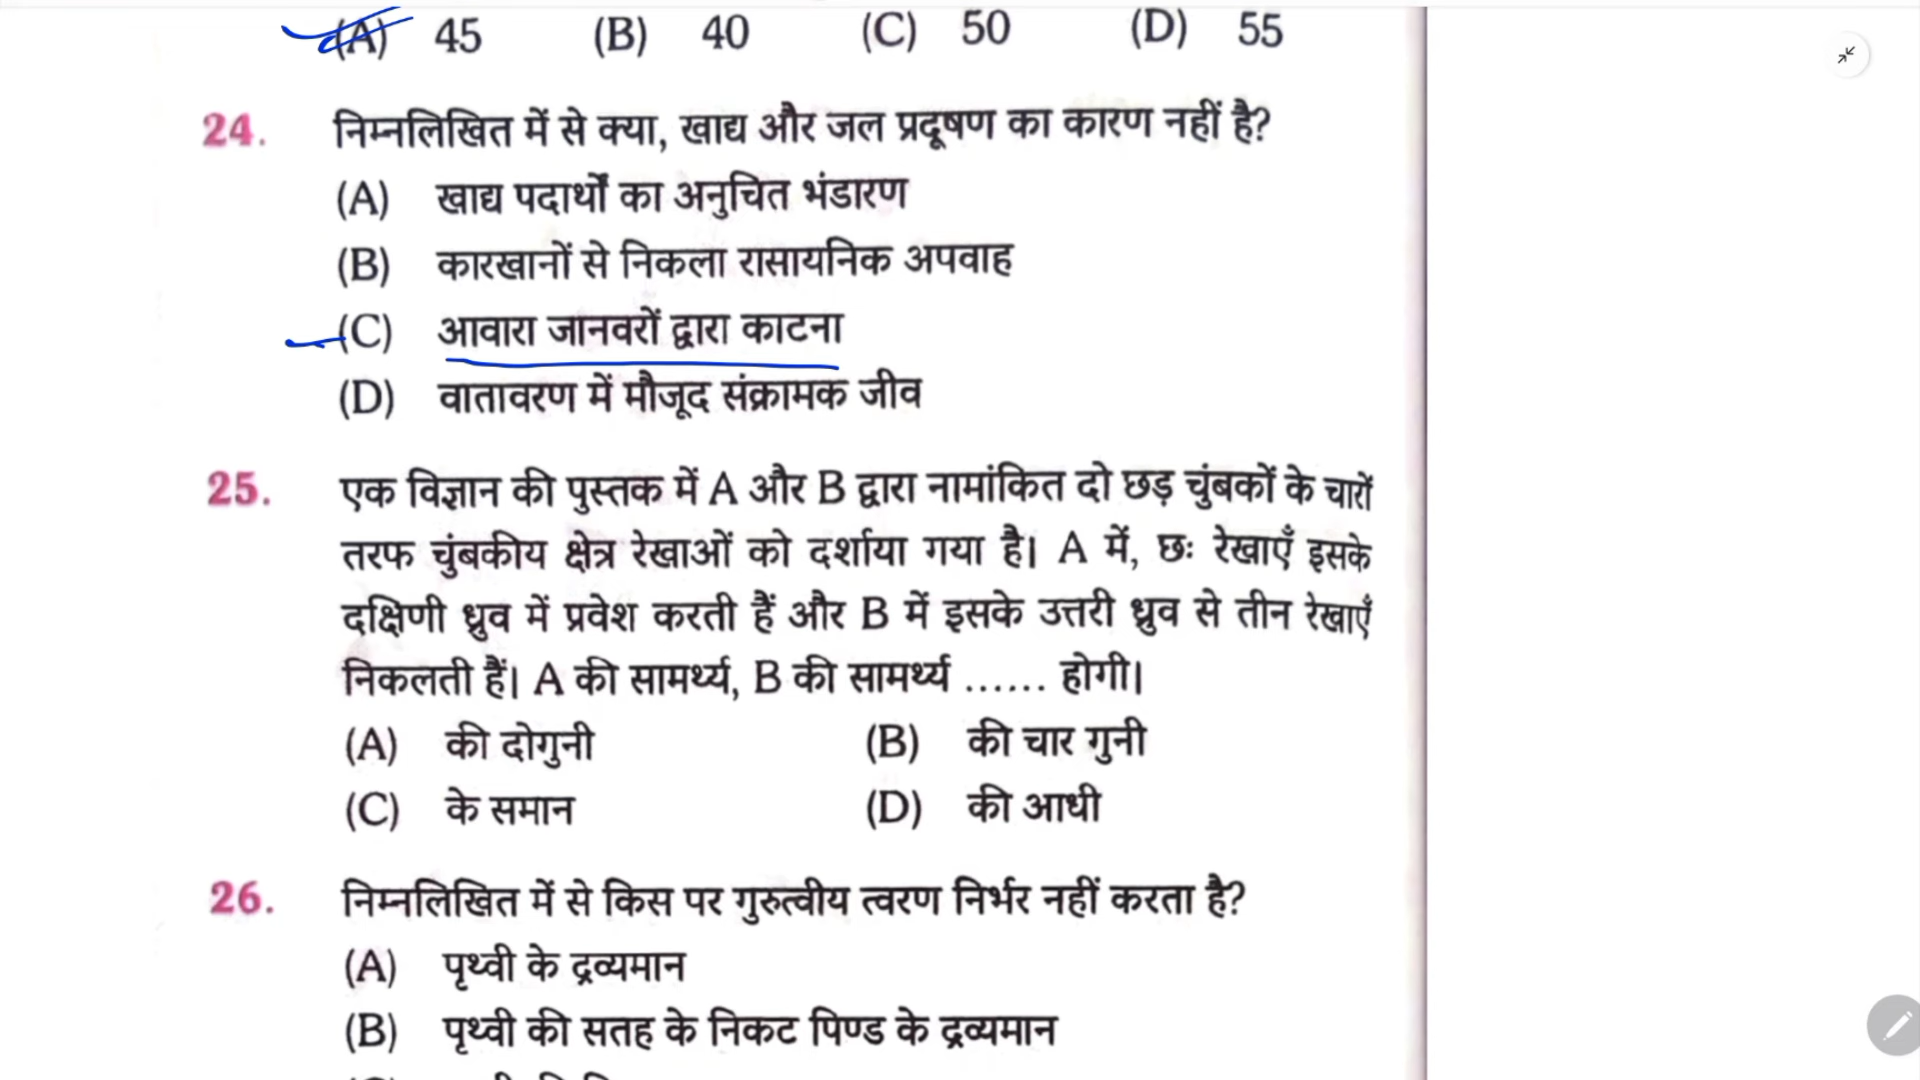 (A) 45 (B) 40 (C) 50 (D) 55
24. निम्नलिखित में से क्या, खाद्य और जल प्रदूषण का कारण नहीं है?
(A) खाद्य पदार्थों का अनुचित भंडारण
(B) कारखानों से निकला रासायनिक अपवाह
(C) आवारा जानवरों द्वारा काटना
(D) वातावरण में मौजूद संक्रामक जीव
25. एक विज्ञान की पुस्तक में A और B द्वारा नामांकित दो छड़ चुंबकों के चारों
तरफ चुंबकीय क्षेत्र रेखाओं को दर्शाया गया है। A में, छः रेखाएँ इसके
दक्षिणी ध्रुव में प्रवेश करती हैं और B में इसके उत्तरी ध्रुव से तीन रेखाएँ
निकलती हैं। A की सामर्थ्य, B की सामर्थ्य ...... होगी।
(A) की दोगुनी (B) की चार गुनी
(C) के समान (D) की आधी
26. निम्नलिखित में से किस पर गुरुत्वीय त्वरण निर्भर नहीं करता है?
(A) पृथ्वी के द्रव्यमान
(B) पृथ्वी की सतह के निकट पिण्ड के द्रव्यमान